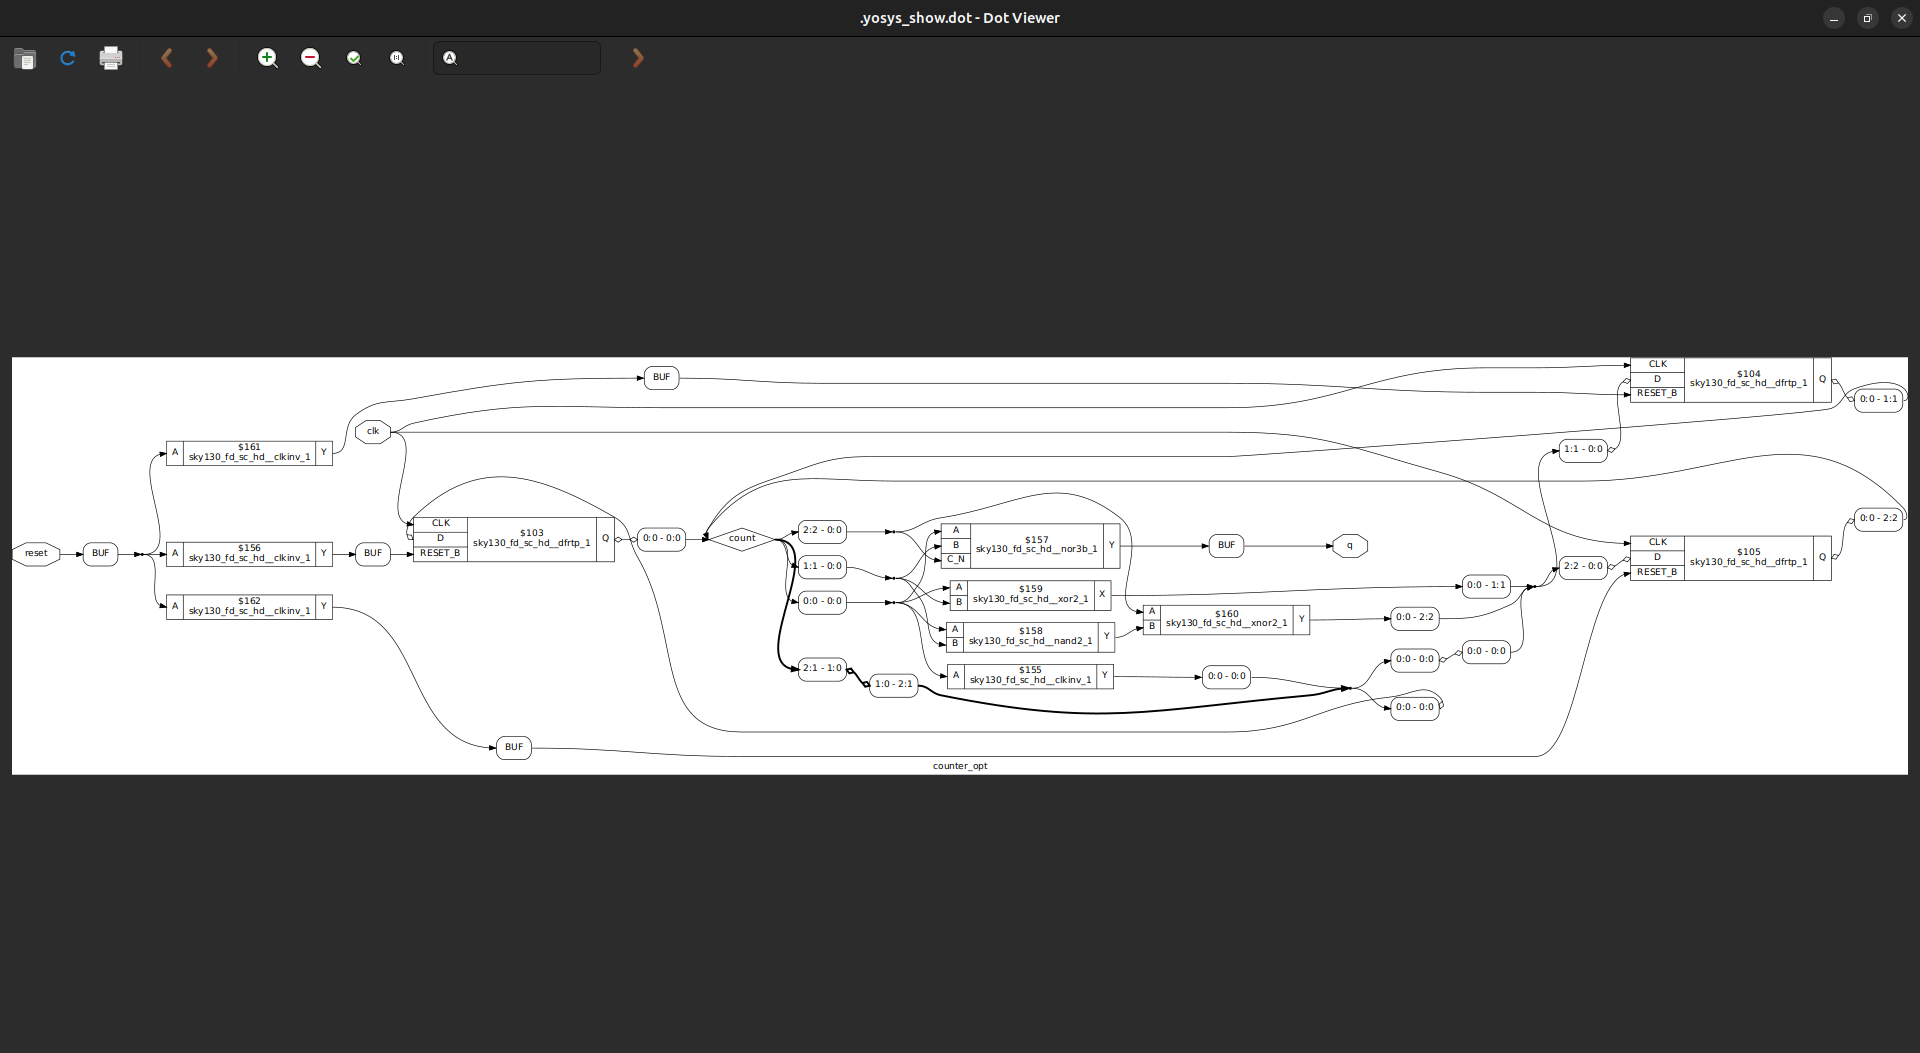 .yosys_show.dot - Dot Viewer
BUF
clk
$161
A
sky130_fd_sc_hd__clkinv_1
Y
reset
BUF
$156
A
sky130_fd_sc_hd__clkinv_1
Y
BUF
$162
A
sky130_fd_sc_hd__clkinv_1
Y
BUF
CLK
D
RESET_B
$103
sky130_fd_sc_hd__dfrtp_1
Q
0:0 - 0:0
count
2:2 - 0:0
1:1 - 0:0
0:0 - 0:0
2:1 - 1:0
1:0 - 2:1
A
B
C_N
$157
sky130_fd_sc_hd__nor3b_1
Y
BUF
q
A
B
$159
sky130_fd_sc_hd__xor2_1
X
A
B
$158
sky130_fd_sc_hd__nand2_1
Y
A
$155
sky130_fd_sc_hd__clkinv_1
Y
A
B
$160
sky130_fd_sc_hd__xnor2_1
Y
0:0 - 0:0
0:0 - 1:1
0:0 - 2:2
0:0 - 0:0
0:0 - 0:0
0:0 - 0:0
1:1 - 0:0
2:2 - 0:0
CLK
D
RESET_B
$104
sky130_fd_sc_hd__dfrtp_1
Q
0:0 - 1:1
CLK
D
RESET_B
$105
sky130_fd_sc_hd__dfrtp_1
Q
0:0 - 2:2
counter_opt